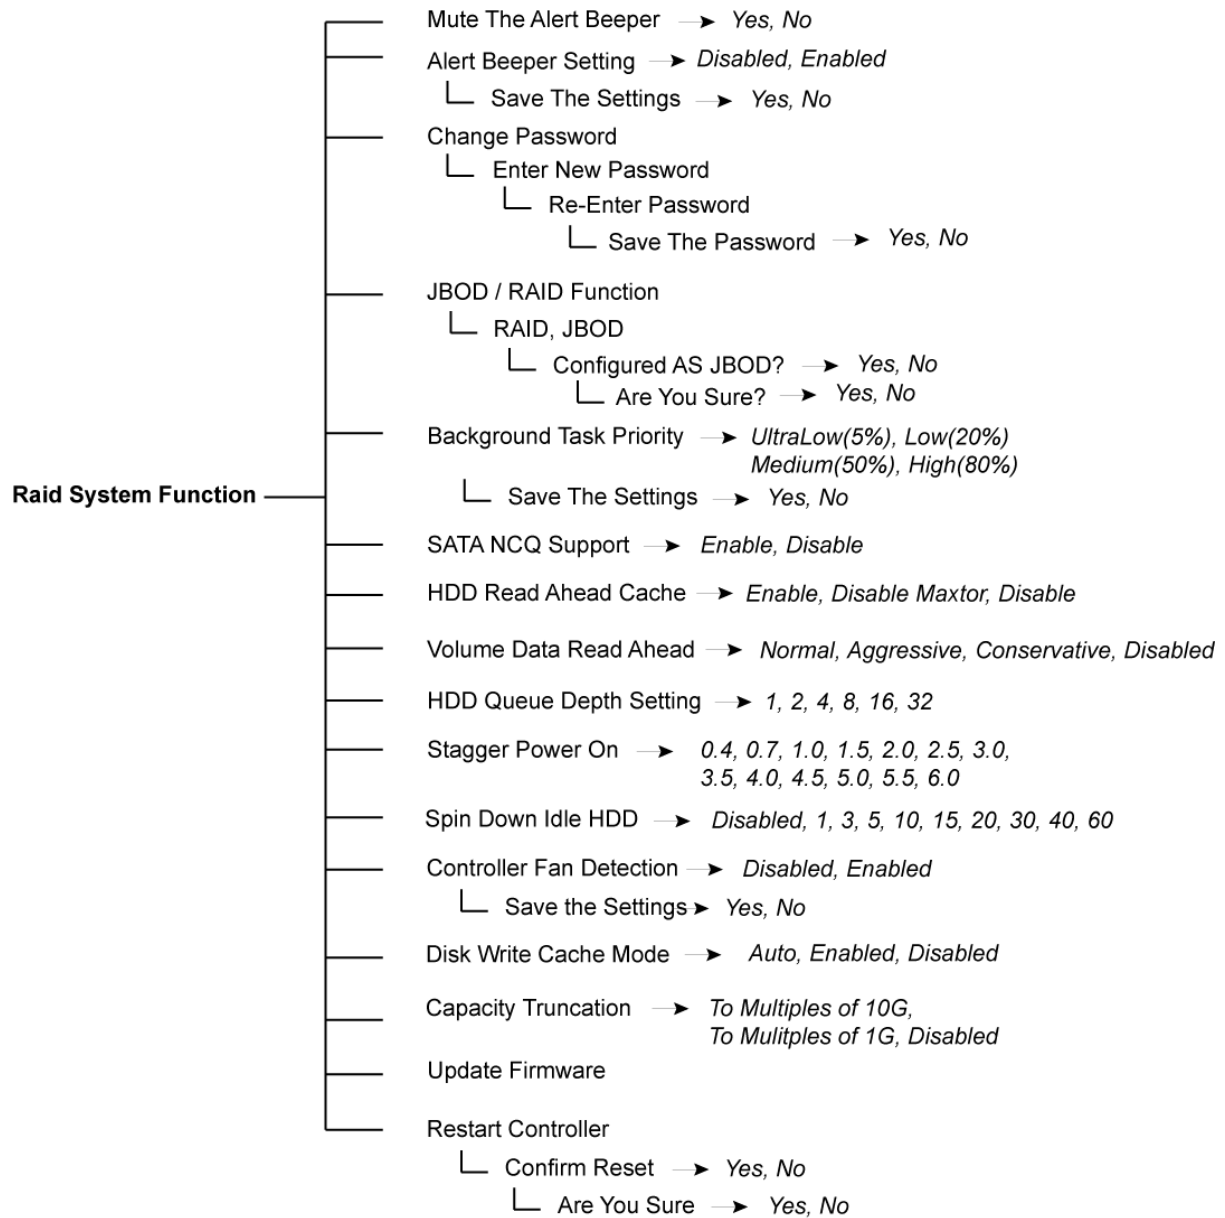 Mute The Alert Beeper Yes, No
Alert Beeper Setting Disabled, Enabled
Save The Settings Yes, No
Change Password
Enter New Password
Re-Enter Password
Save The Password Yes, No
JBOD / RAID Function
RAID, JBOD
Configured AS JBOD? Yes, No
Are You Sure? Yes, No
Background Task Priority UltraLow(5%), Low(20%)
Medium(50%), High(80%)
Raid System Function
Save The Settings Yes, No
SATA NCQ Support Enable, Disable
HDD Read Ahead Cache Enable, Disable Maxtor, Disable
Volume Data Read Ahead Normal, Aggressive, Conservative, Disabled
HDD Queue Depth Setting 1, 2, 4, 8, 16, 32
Stagger Power On 0.4, 0.7, 1.0, 1.5, 2.0, 2.5, 3.0,
3.5, 4.0, 4.5, 5.0, 5.5, 6.0
Spin Down Idle HDD Disabled, 1, 3, 5, 10, 15, 20, 30, 40, 60
Controller Fan Detection Disabled, Enabled
Save the Settings Yes, No
Disk Write Cache Mode Auto, Enabled, Disabled
Capacity Truncation To Multiples of 10G,
To Mulitples of 1G, Disabled
Update Firmware
Restart Controller
Confirm Reset Yes, No
Are You Sure Yes, No